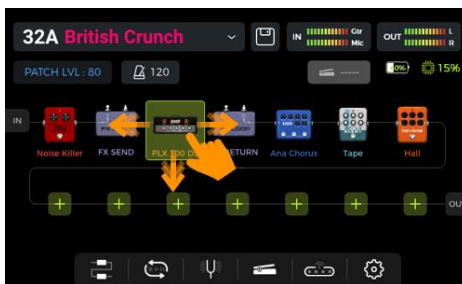 32A British Crunch
IN Gtr Mic
OUT L R
PATCH LVL : 80
120
-----
0%
15%
IN
AMP
Noise Killer
FX SEND
PLX 100 D
RETURN
Ana Chorus
Tape
Hall
OU